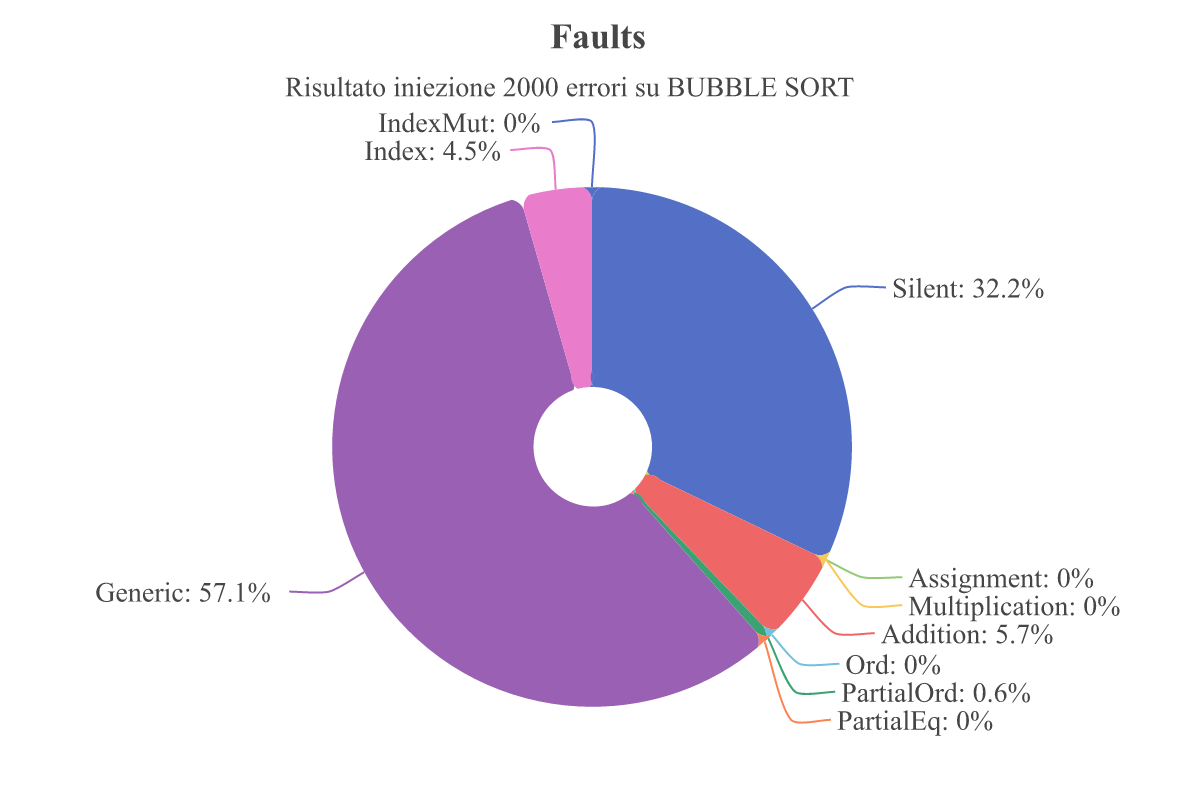 Faults
Risultato iniezione 2000 errori su BUBBLE SORT
IndexMut: 0%
Index: 4.5%
Silent: 32.2%
Assignment: 0%
Generic: 57.1%
Multiplication: 0%
Addition: 5.7%
Ord: 0%
PartialOrd: 0.6%
PartialEq: 0%